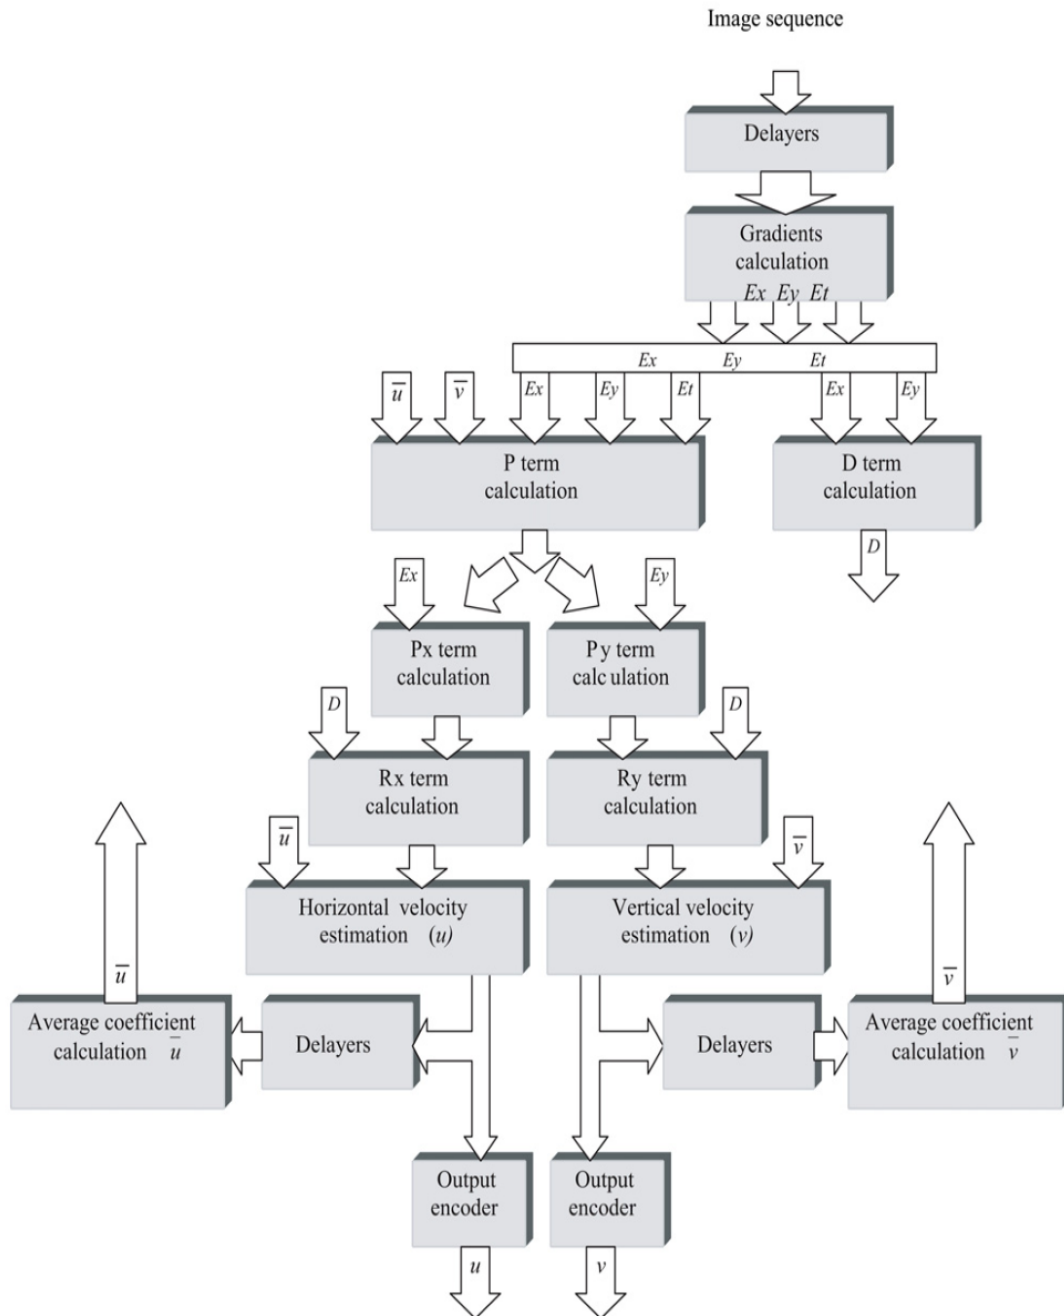 Image sequence
Delayers
Gradients
calculation
Ex Ey Et
Ex Ey Et
u̅ v̅ Ex Ey Et Ex Ey
P term
calculation
D term
calculation
D
Ex Ey
Px term
calculation
Py term
calc ulation
D D
Rx term
calculation
Ry term
calculation
u̅ v̅
Horizontal velocity
estimation (u)
Vertical velocity
estimation (v)
u̅ v̅
Average coefficient
calculation u̅
Delayers
Delayers
Average coefficient
calculation v̅
Output
encoder
Output
encoder
u v